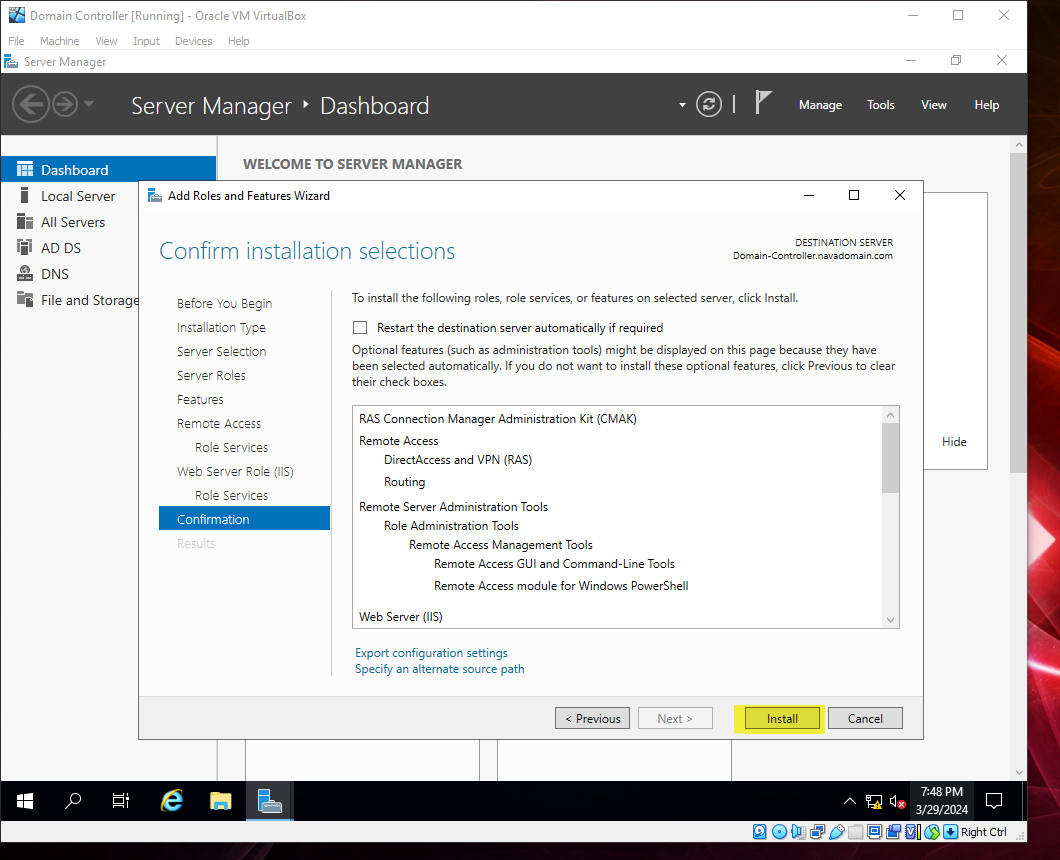 Domain Controller [Running] - Oracle VM VirtualBox
File Machine View Input Devices Help
Server Manager
Server Manager Dashboard
Manage Tools View Help
Dashboard
Local Server
All Servers
AD DS
DNS
File and Storage
WELCOME TO SERVER MANAGER
Add Roles and Features Wizard
Confirm installation selections
DESTINATION SERVER
Domain-Controller.navadomain.com
Before You Begin
Installation Type
Server Selection
Server Roles
Features
Remote Access
Role Services
Web Server Role (IIS)
Role Services
Confirmation
Results
To install the following roles, role services, or features on selected server, click Install.
Restart the destination server automatically if required
Optional features (such as administration tools) might be displayed on this page because they have
been selected automatically. If you do not want to install these optional features, click Previous to clear
their check boxes.
RAS Connection Manager Administration Kit (CMAK)
Remote Access
DirectAccess and VPN (RAS)
Routing
Remote Server Administration Tools
Role Administration Tools
Remote Access Management Tools
Remote Access GUI and Command-Line Tools
Remote Access module for Windows PowerShell
Web Server (IIS)
Export configuration settings
Specify an alternate source path
< Previous Next > Install Cancel
Hide
7:48 PM
3/29/2024
Right Ctrl